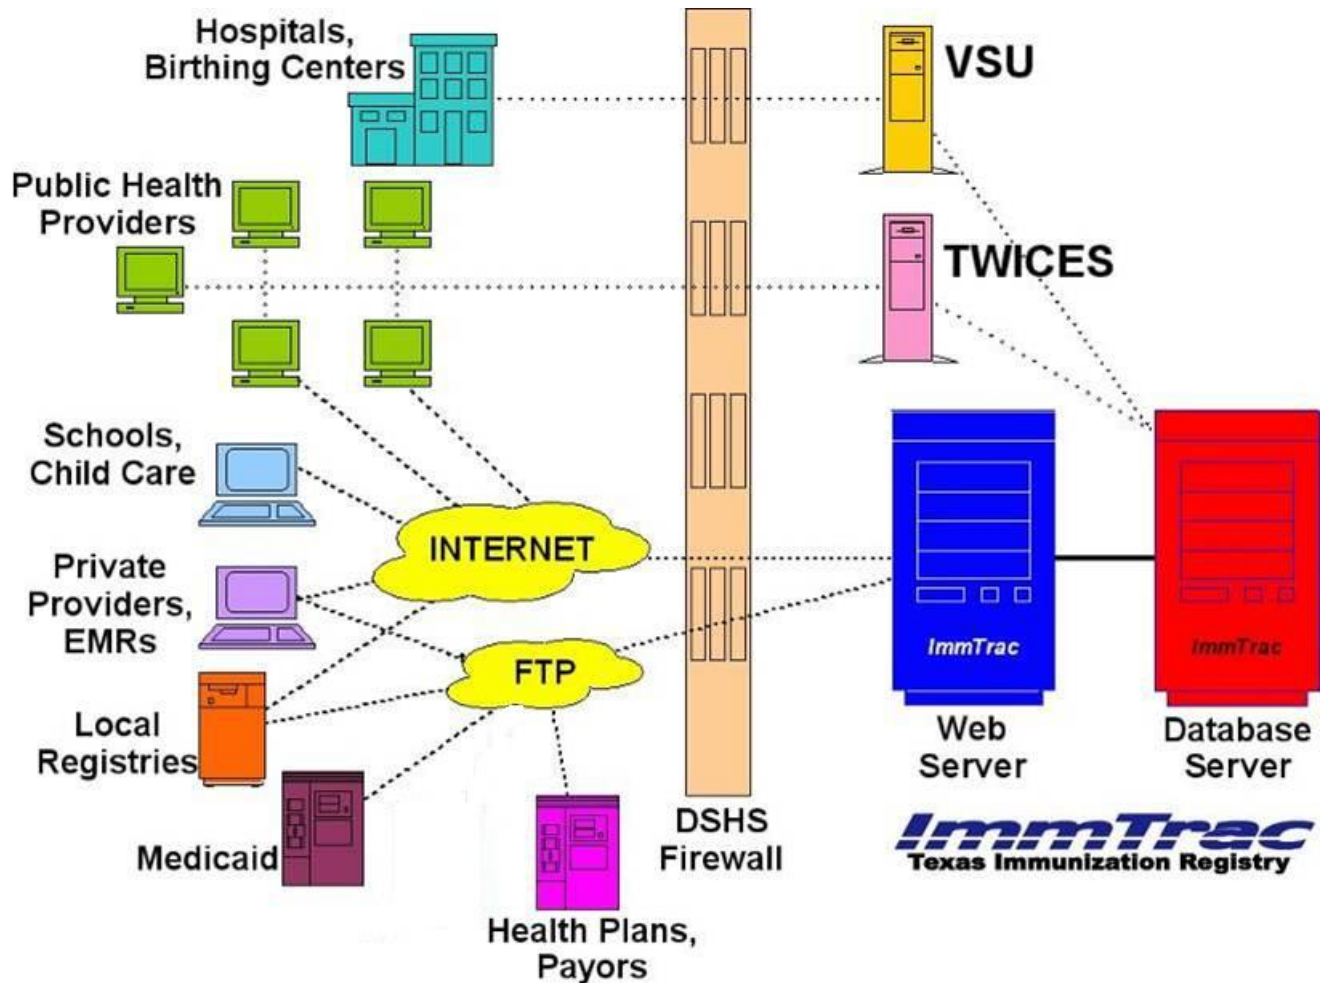 Hospitals,
Birthing Centers
VSU
Public Health
Providers
TWICES
Schools,
Child Care
INTERNET
Private
Providers,
EMRs
FTP
ImmTrac
ImmTrac
Local
Registries
Web
Server
Database
Server
Medicaid
DSHS
Firewall
ImmTrac
Texas Immunization Registry
Health Plans,
Payors